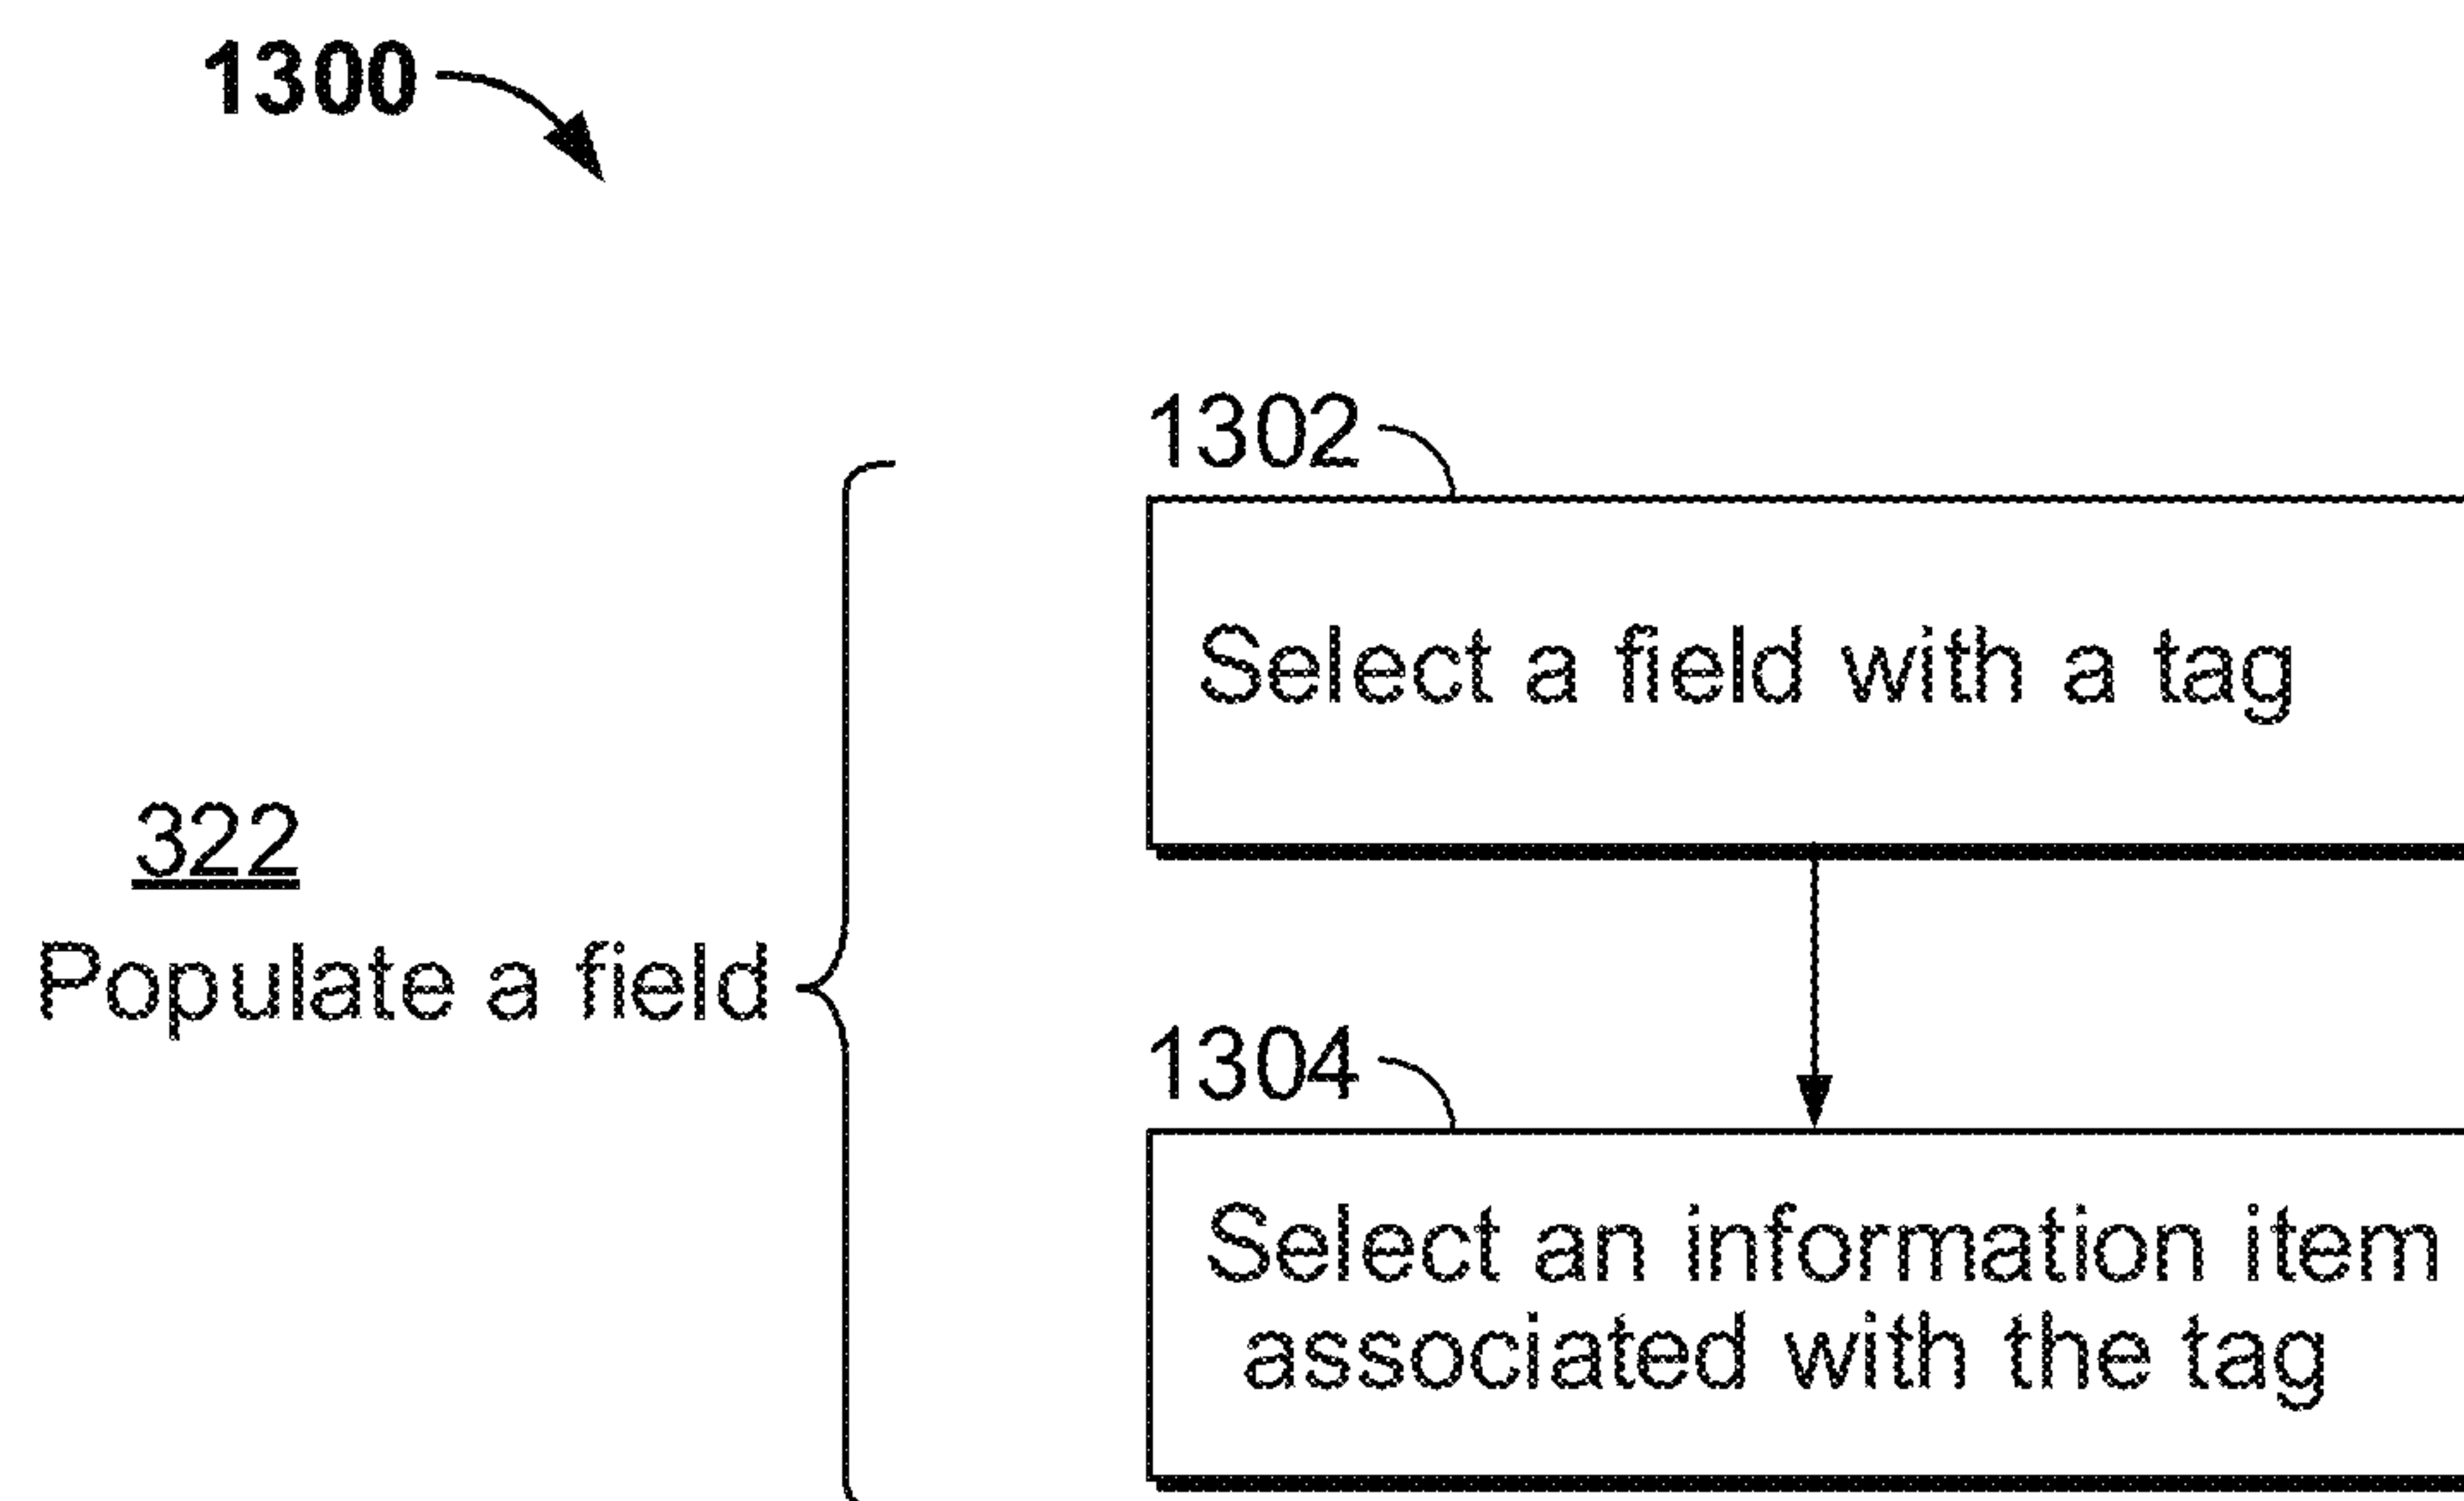 1300
1302
Select a field with a tag
322
Populate a field
1304
Select an information item
associated with the tag